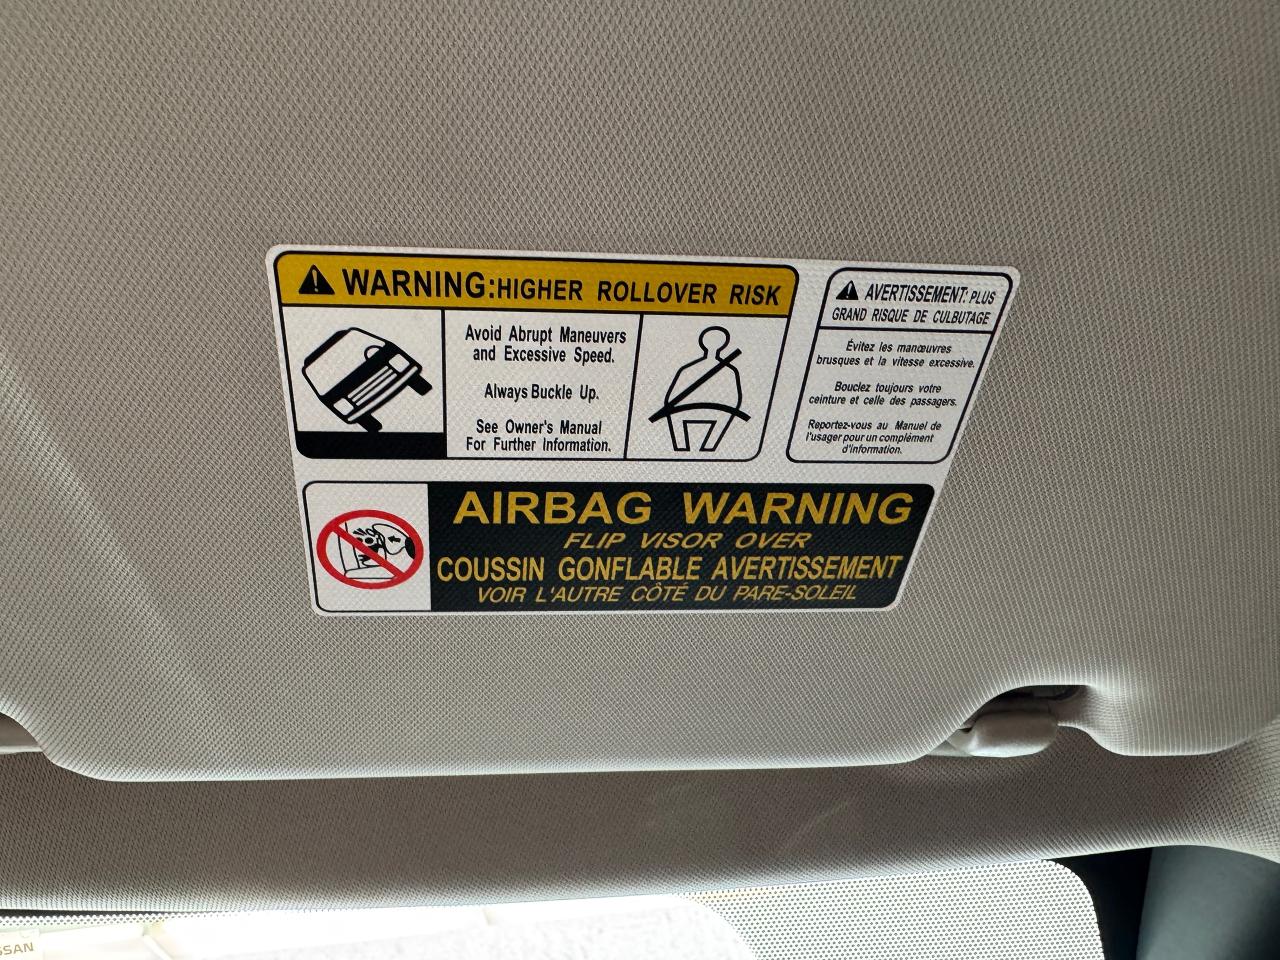 WARNING:HIGHER ROLLOVER RISK
Avoid Abrupt Maneuvers
and Excessive Speed.
Always Buckle Up.
See Owner's Manual
For Further Information.
AVERTISSEMENT: PLUS
GRAND RISQUE DE CULBUTAGE
Évitez les manœuvres
brusques et la vitesse excessive.
Bouclez toujours votre
ceinture et celle des passagers.
Reportez-vous au Manuel de
l'usager pour un complément
d'information.
AIRBAG WARNING
FLIP VISOR OVER
COUSSIN GONFLABLE AVERTISSEMENT
VOIR L'AUTRE CÔTÉ DU PARE-SOLEIL